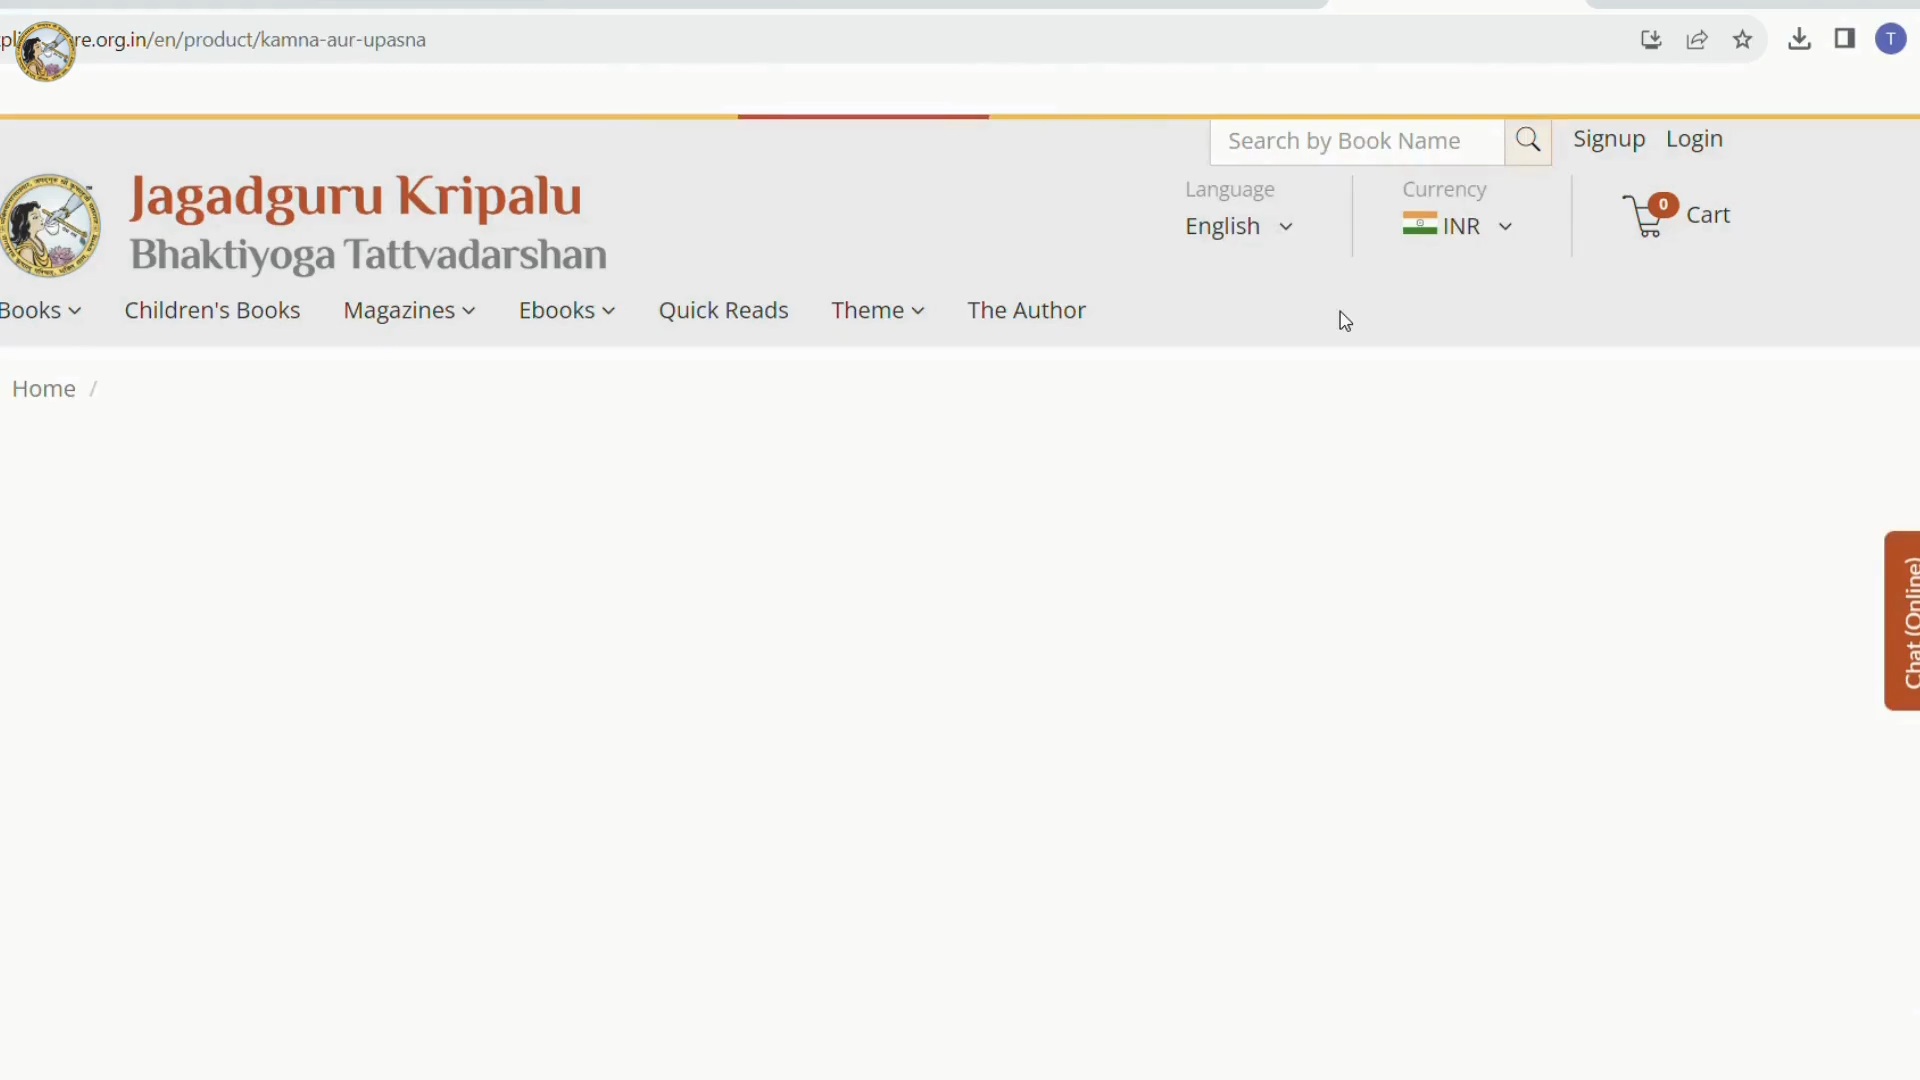 re.org.in/en/product/kamna-aur-upasna
T
Search by Book Name
Signup Login
Jagadguru Kripalu
Bhaktiyoga Tattvadarshan
Language
English
Currency
INR
0
Cart
Books
Children's Books
Magazines
Ebooks
Quick Reads
Theme
The Author
Home /
Chat (Online)